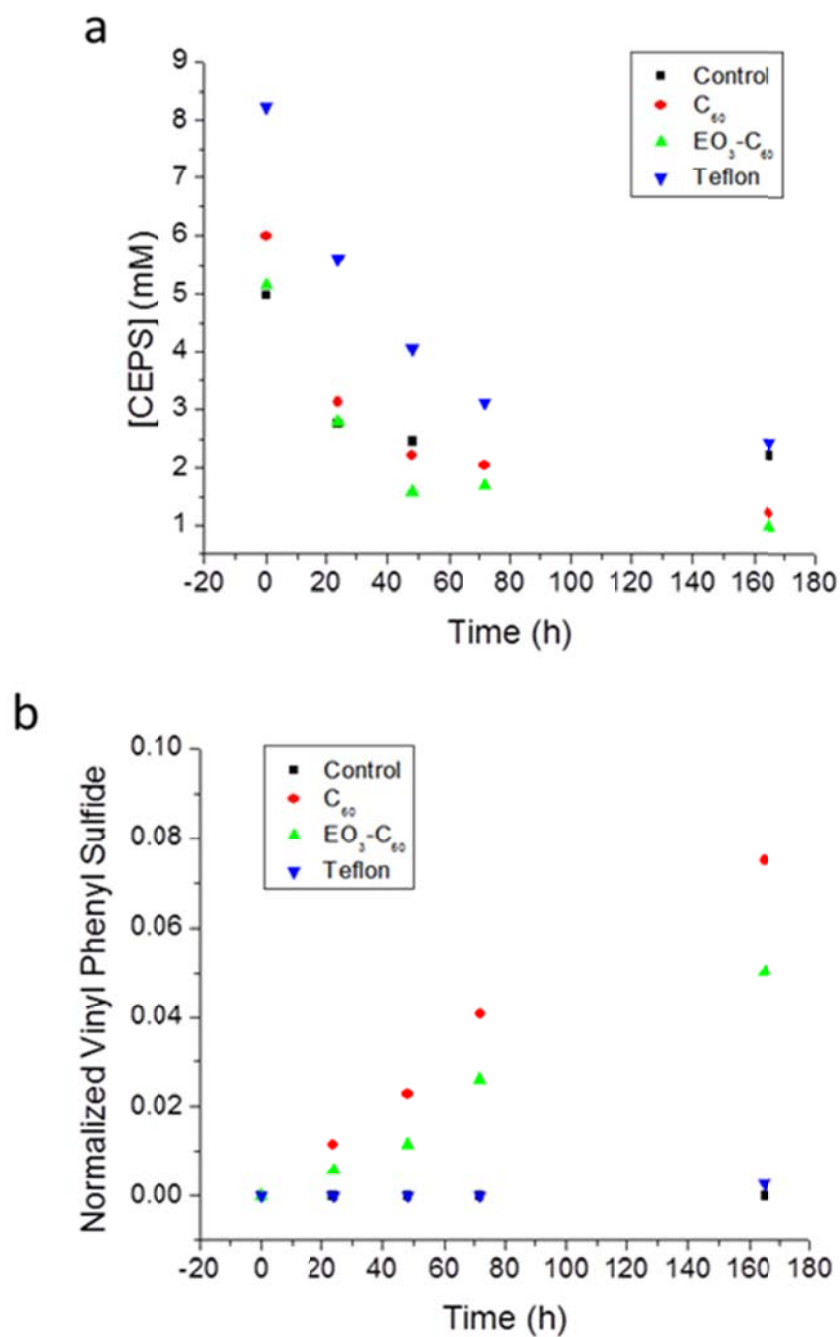 a
9
8
7
6
5
4
3
2
1
[CEPS] (mM)
Control
C₆₀
EO₃-C₆₀
Teflon
-20 0 20 40 60 80 100 120 140 160 180
Time (h)
b
0.10
0.08
0.06
0.04
0.02
0.00
Normalized Vinyl Phenyl Sulfide
Control
C₆₀
EO₃-C₆₀
Teflon
-20 0 20 40 60 80 100 120 140 160 180
Time (h)